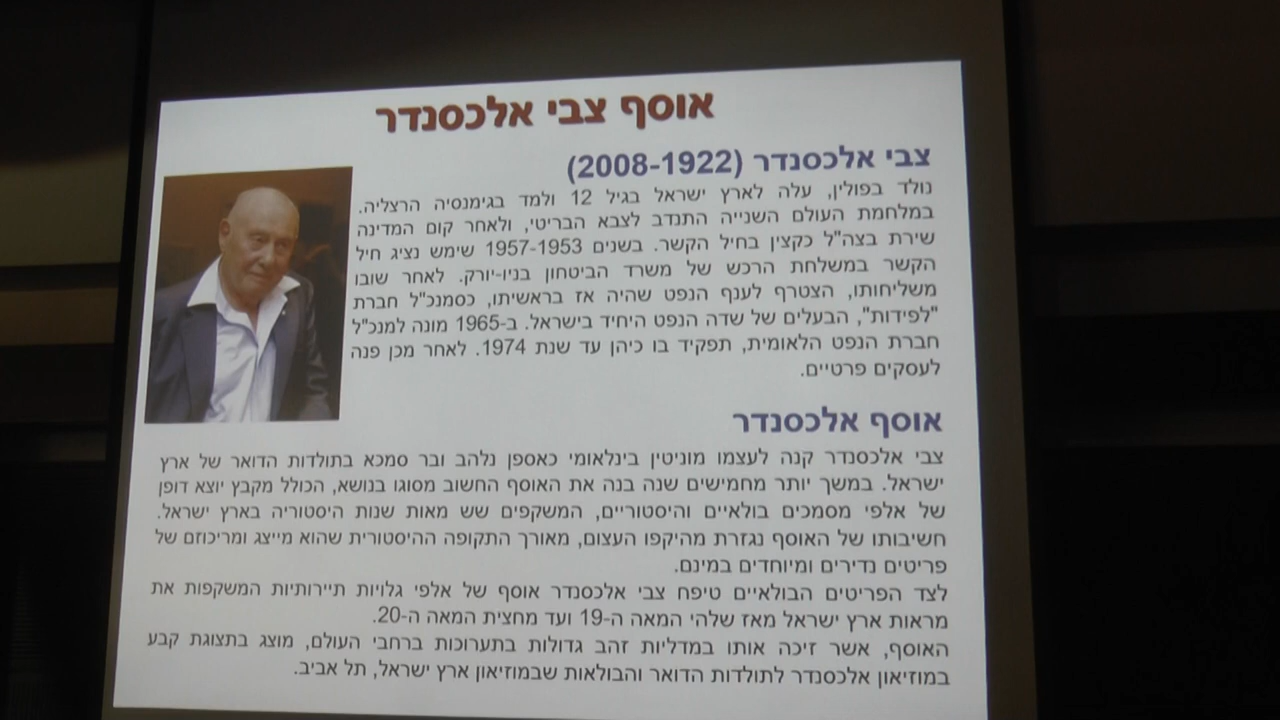 אוסף צבי אלכסנדר
צבי אלכסנדר (2008-1922)
נולד בפולין, עלה לארץ ישראל בגיל 12 ולמד בגימנסיה הרצליה.
במלחמת העולם השנייה התנדב לצבא הבריטי, ולאחר קום המדינה
שירת בצה"ל כקצין בחיל הקשר. בשנים 1957-1953 שימש נציג חיל
הקשר במשלחת הרכש של משרד הביטחון בניו-יורק. לאחר שובו
משליחותו, הצטרף לענף הנפט שהיה אז בראשיתו, כסמנכ"ל חברת
"לפידות", הבעלים של שדה הנפט היחיד בישראל. ב-1965 מונה למנכ"ל
חברת הנפט הלאומית, תפקיד בו כיהן עד שנת 1974. לאחר מכן פנה
לעסקים פרטיים.
אוסף אלכסנדר
צבי אלכסנדר קנה לעצמו מוניטין בינלאומי כאספן נלהב ובר סמכא בתולדות הדואר של ארץ
ישראל. במשך יותר מחמישים שנה בנה את האוסף החשוב מסוגו בנושא, הכולל מקבץ יוצא דופן
של אלפי מסמכים בולאיים והיסטוריים, המשקפים שש מאות שנות היסטוריה בארץ ישראל.
חשיבותו של האוסף נגזרת מהיקפו העצום, מאורך התקופה ההיסטורית שהוא מייצג ומריכוזם של
פריטים נדירים ומיוחדים במינם.
לצד הפריטים הבולאיים טיפח צבי אלכסנדר אוסף של אלפי גלויות תיירותיות המשקפות את
מראות ארץ ישראל מאז שלהי המאה ה-19 ועד מחצית המאה ה-20.
האוסף, אשר זיכה אותו במדליות זהב גדולות בתערוכות ברחבי העולם, מוצג בתצוגת קבע
במוזיאון אלכסנדר לתולדות הדואר והבולאות שבמוזיאון ארץ ישראל, תל אביב.